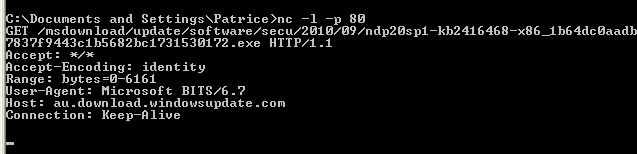 C:\Documents and Settings\Patrice>nc -l -p 80
GET /msdownload/update/software/secu/2010/09/ndp20sp1-kb2416468-x86_1b64dc0aadb
7837f9443c1b5682bc1731530172.exe HTTP/1.1
Accept: */*
Accept-Encoding: identity
Range: bytes=0-6161
User-Agent: Microsoft BITS/6.7
Host: au.download.windowsupdate.com
Connection: Keep-Alive